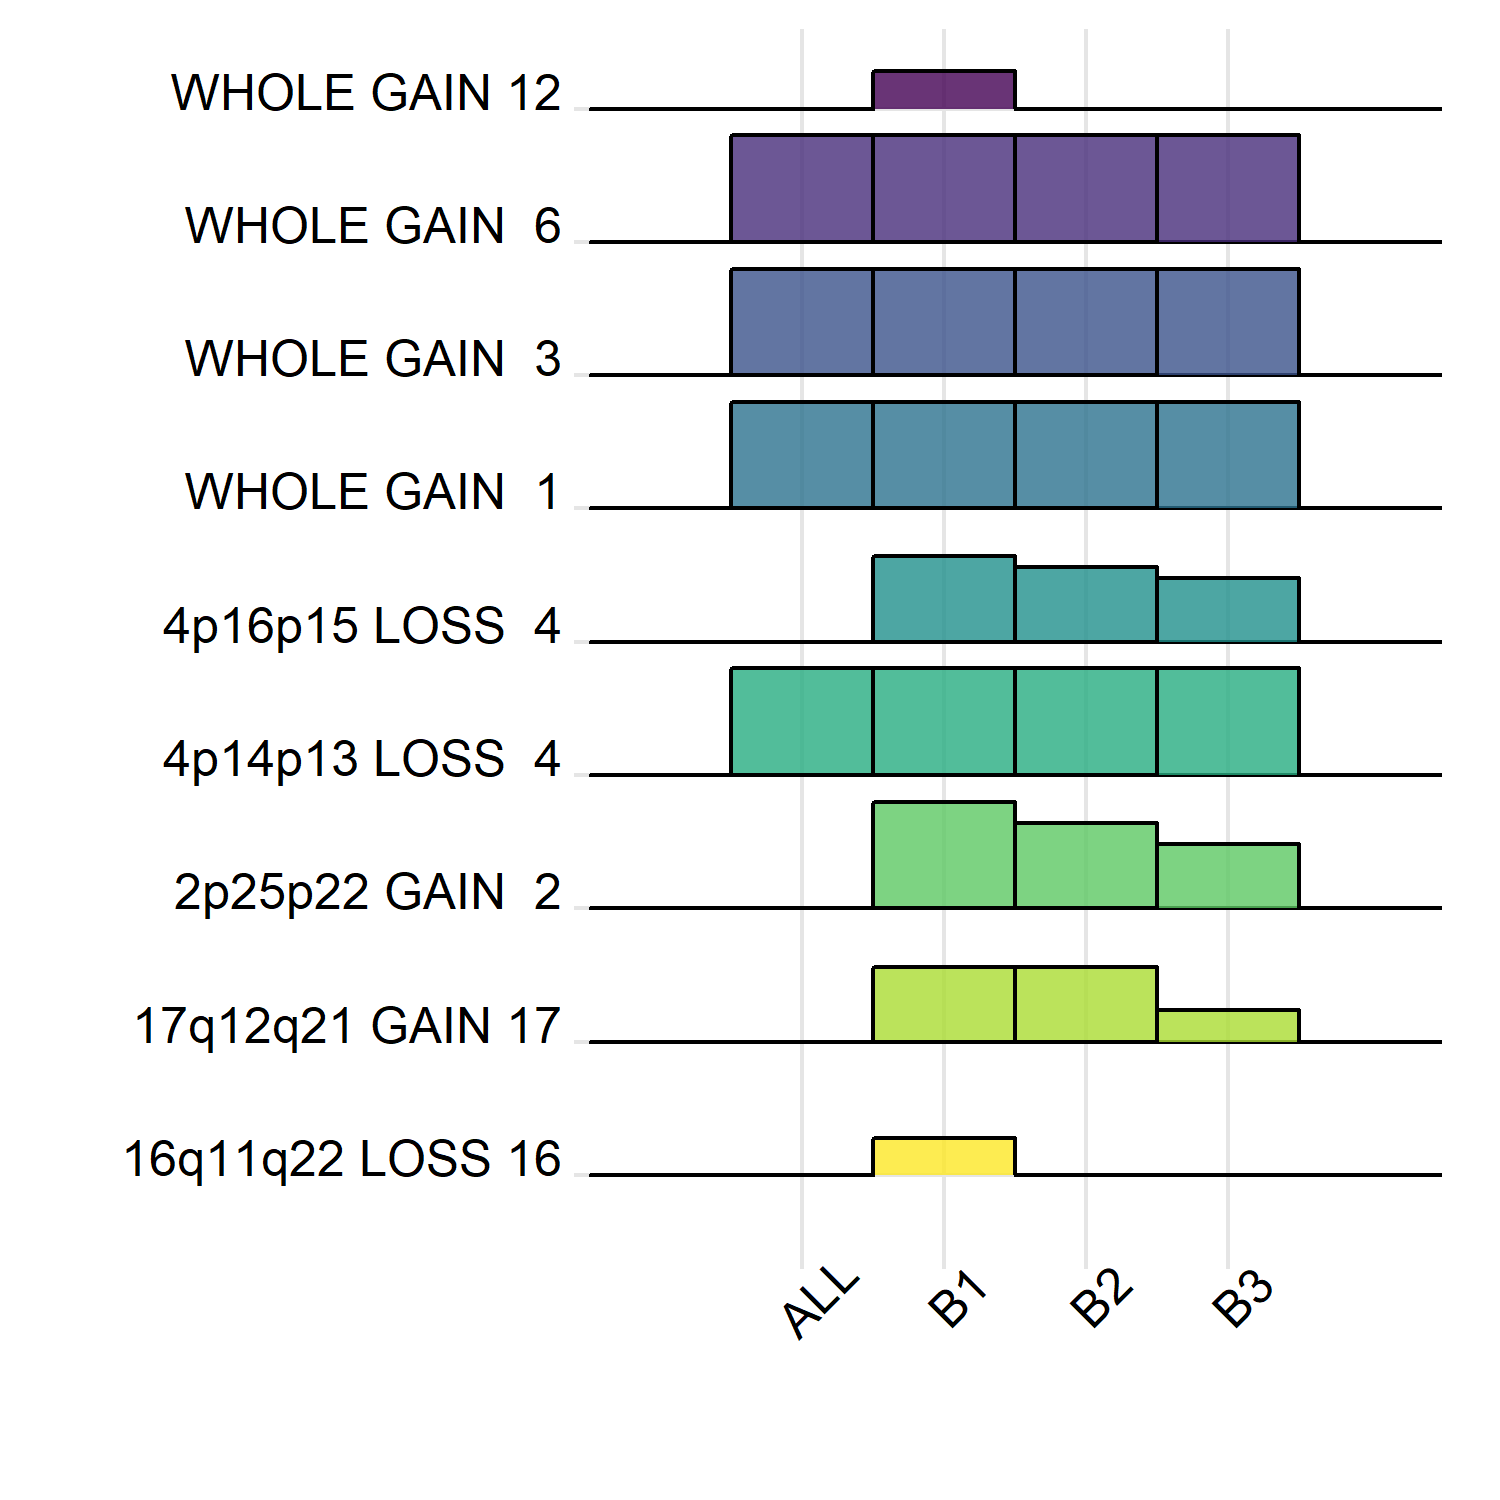 WHOLE GAIN 12
WHOLE GAIN  6
WHOLE GAIN  3
WHOLE GAIN  1
4p16p15 LOSS  4
4p14p13 LOSS  4
2p25p22 GAIN  2
17q12q21 GAIN 17
16q11q22 LOSS 16
ALL B1 B2 B3